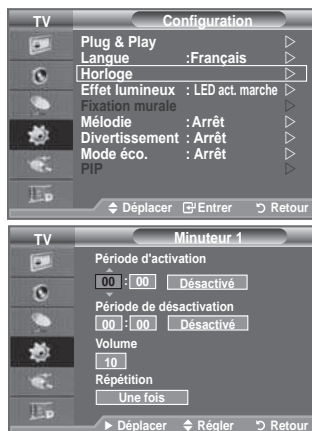 TV Configuration
Plug & Play
Langue :Français
Horloge
Effet lumineux : LED act. marche
Fixation murale
Mélodie : Arrêt
Divertissement : Arrêt
Mode éco. : Arrêt
PIP
Déplacer Entrer Retour
TV Minuteur 1
Période d'activation
00 : 00 Désactivé
Période de désactivation
00 : 00 Désactivé
Volume
10
Répétition
Une fois
Déplacer Régler Retour